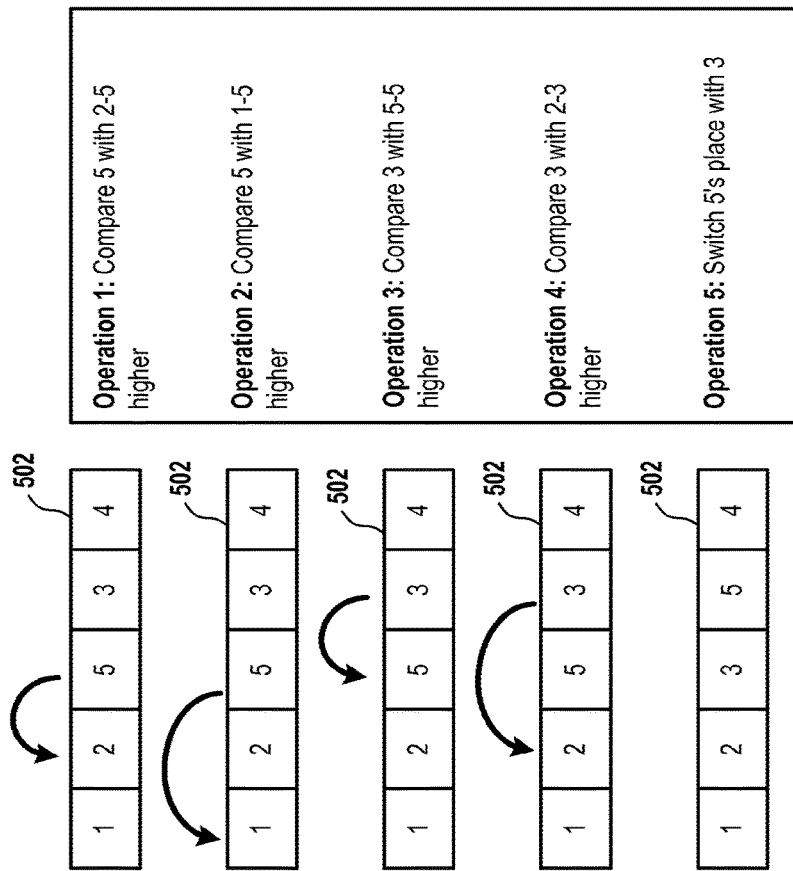 502
1 2 5 3 4
Operation 1: Compare 5 with 2-5
higher
502
1 2 5 3 4
Operation 2: Compare 5 with 1-5
higher
502
1 2 5 3 4
Operation 3: Compare 3 with 5-5
higher
502
1 2 5 3 4
Operation 4: Compare 3 with 2-3
higher
502
1 2 3 5 4
Operation 5: Switch 5's place with 3